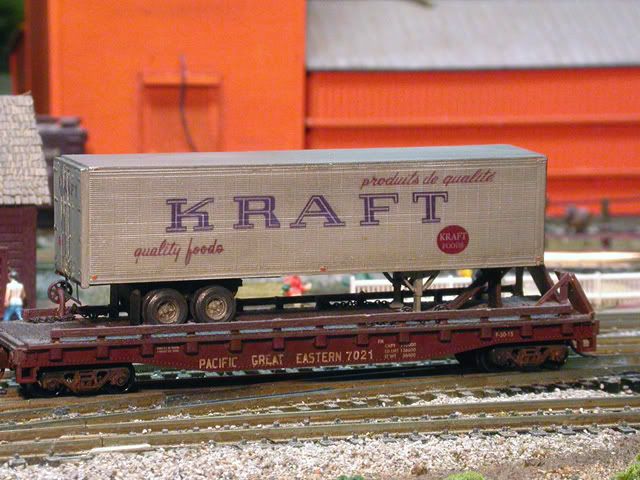 produits de qualité
KRAFT
quality foods
KRAFT
FOODS
PACIFIC GREAT EASTERN 7021